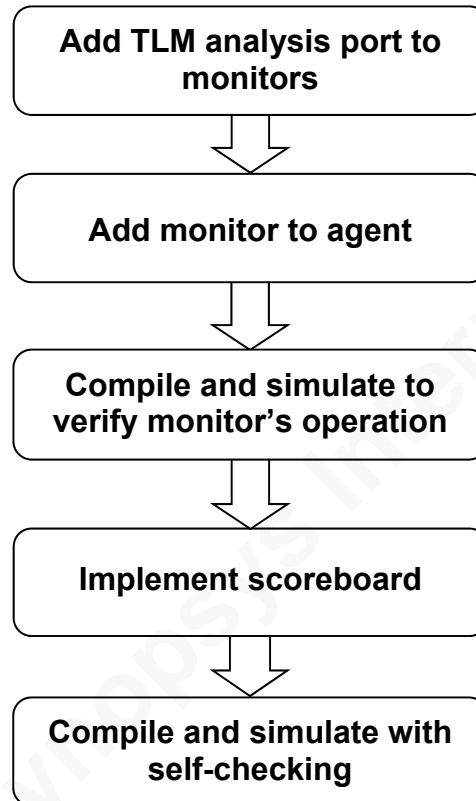 Add TLM analysis port to
monitors
Add monitor to agent
Compile and simulate to
verify monitor’s operation
Implement scoreboard
Compile and simulate with
self-checking